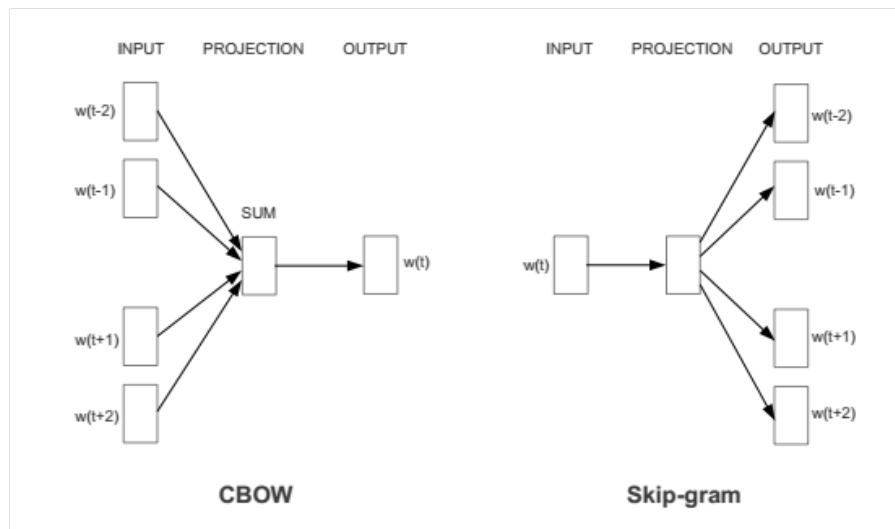 INPUT PROJECTION OUTPUT
w(t-2)
w(t-1)
SUM
w(t)
w(t+1)
w(t+2)
CBOW
INPUT PROJECTION OUTPUT
w(t-2)
w(t-1)
w(t)
w(t+1)
w(t+2)
Skip-gram